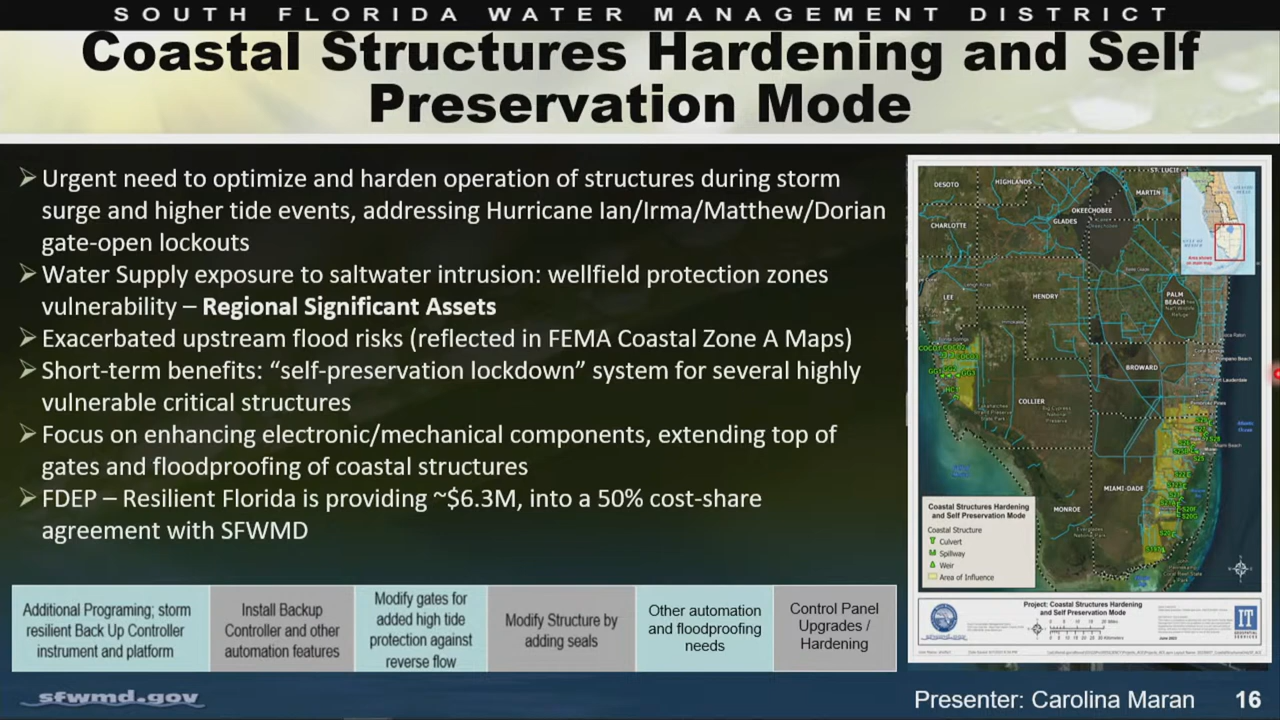 SOUTH FLORIDA WATER MANAGEMENT DISTRICT
Coastal Structures Hardening and Self
Preservation Mode
Urgent need to optimize and harden operation of structures during storm
surge and higher tide events, addressing Hurricane Ian/Irma/Matthew/Dorian
gate-open lockouts
Water Supply exposure to saltwater intrusion: wellfield protection zones
vulnerability – Regional Significant Assets
Exacerbated upstream flood risks (reflected in FEMA Coastal Zone A Maps)
Short-term benefits: “self-preservation lockdown” system for several highly
vulnerable critical structures
Focus on enhancing electronic/mechanical components, extending top of
gates and floodproofing of coastal structures
FDEP – Resilient Florida is providing ~$6.3M, into a 50% cost-share
agreement with SFWMD
Additional Programing; storm
resilient Back Up Controller
instrument and platform
Install Backup
Controller and other
automation features
Modify gates for
added high tide
protection against
reverse flow
Modify Structure by
adding seals
Other automation
and floodproofing
needs
Control Panel
Upgrades /
Hardening
ST. LUCIE
DESOTO
HIGHLANDS
MARTIN
OKEECHOBEE
GLADES
CHARLOTTE
LEE
HENDRY
PALM
BEACH
BROWARD
COLLIER
MIAMI-DADE
MONROE
Coastal Structures Hardening
and Self Preservation Mode
Coastal Structure
Culvert
Spillway
Weir
Area of Influence
Project: Coastal Structures Hardening
and Self Preservation Mode
IT
GEOSPATIAL
SERVICES
sfwmd.gov
Presenter: Carolina Maran
16